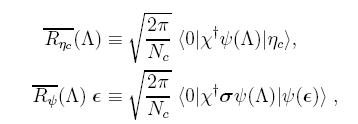 $\overline{R_{\eta_c}}(\Lambda) \equiv \sqrt{\frac{2\pi}{N_c}} \langle 0|\chi^\dagger \psi(\Lambda)|\eta_c\rangle,$
$\overline{R_\psi}(\Lambda) \, \boldsymbol{\epsilon} \equiv \sqrt{\frac{2\pi}{N_c}} \langle 0|\chi^\dagger \boldsymbol{\sigma} \psi(\Lambda)|\psi(\boldsymbol{\epsilon})\rangle \, ,$